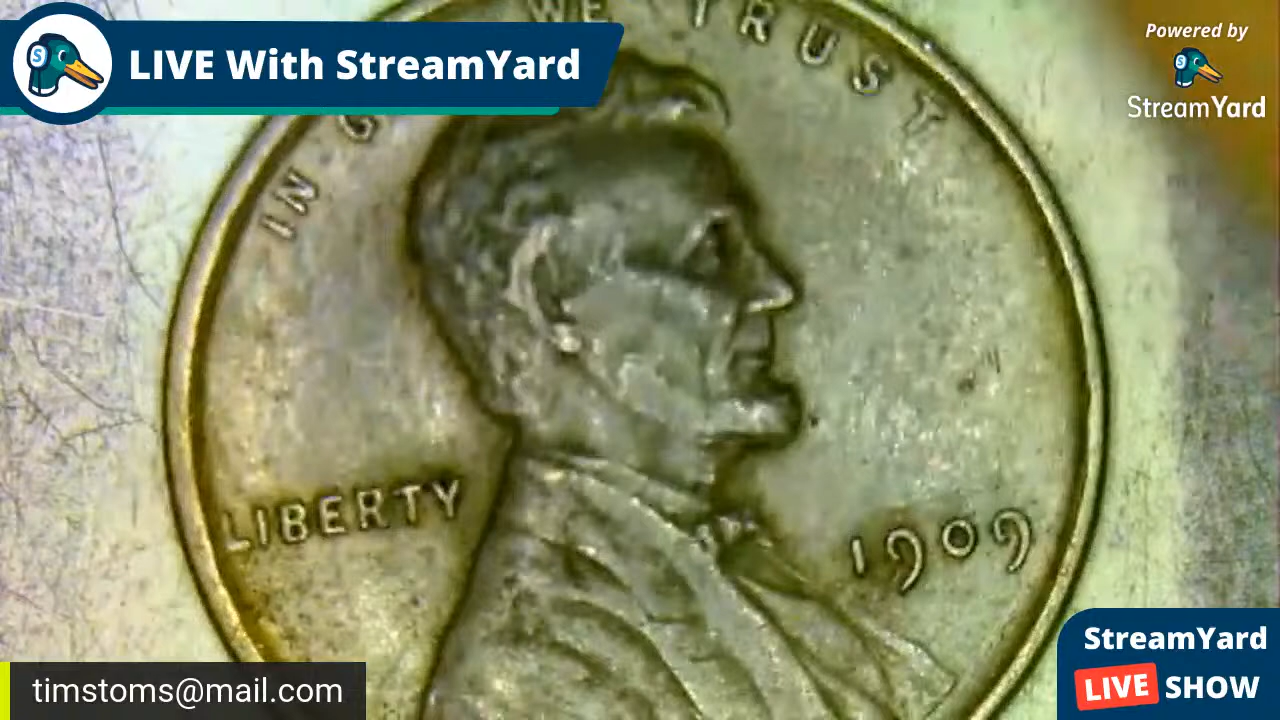 LIVE With StreamYard
Powered by
StreamYard
IN G WE TRUST
LIBERTY
1909
timstoms@mail.com
StreamYard
LIVE SHOW